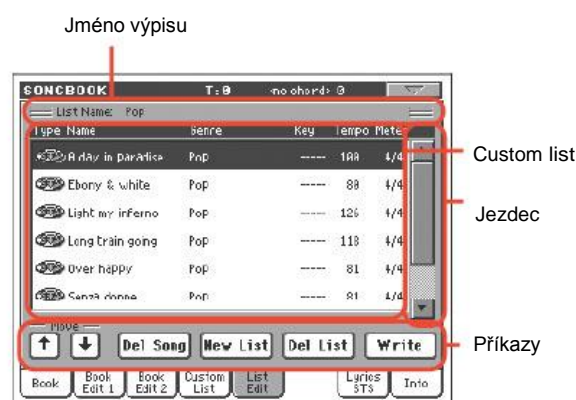 Jméno výpisu
SONGBOOK T:0 <no chord> 0
List Name: Pop
Type Name Genre Key Tempo Meter
A day in paradise Pop ----- 100 4/4
Ebony & white Pop ----- 80 4/4
Light my inferno Pop ----- 126 4/4
Long train going Pop ----- 118 4/4
Over happy Pop ----- 81 4/4
Senza donne Pop ----- 91 4/4
Custom list
Jezdec
Move
Del Song New List Del List Write
Příkazy
Book Book Edit 1 Book Edit 2 Custom List List Edit Lyrics STS Info